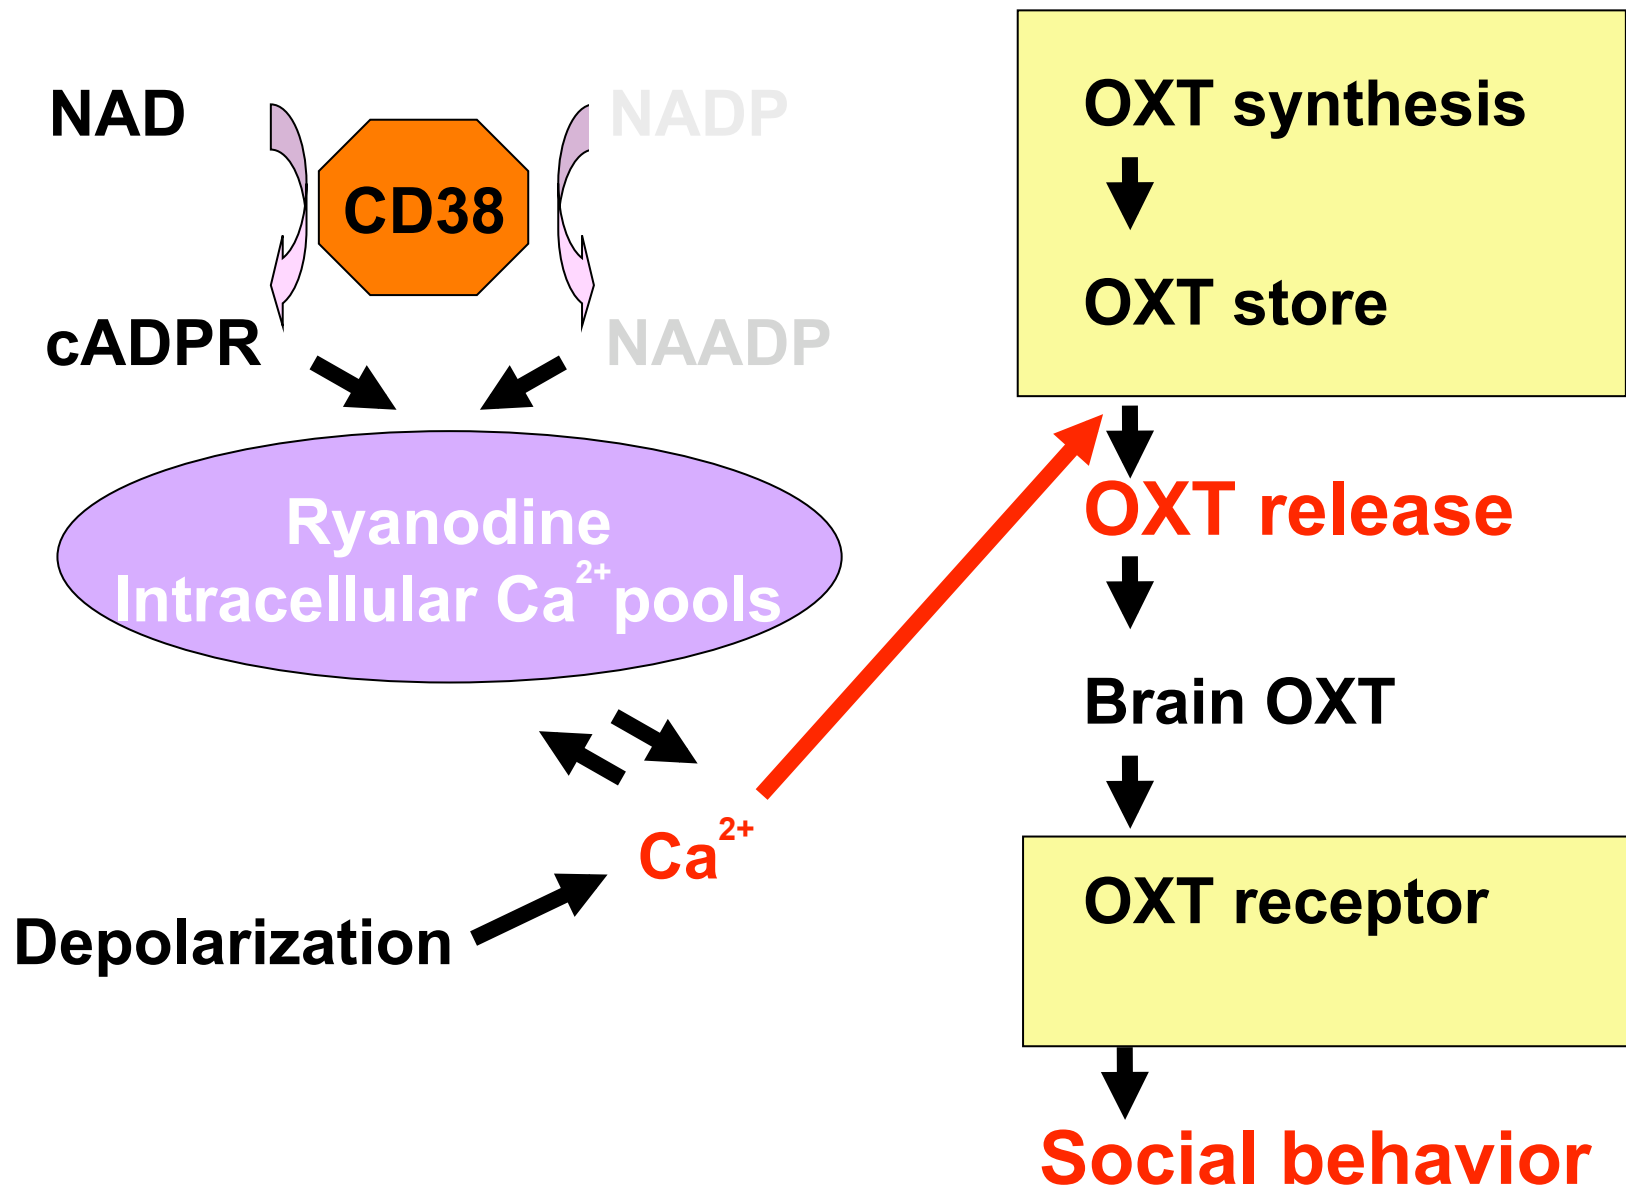 NAD
NADP
CD38
cADPR
NAADP
Ryanodine
Intracellular Ca²⁺ pools
Ca²⁺
Depolarization
OXT synthesis
OXT store
OXT release
Brain OXT
OXT receptor
Social behavior